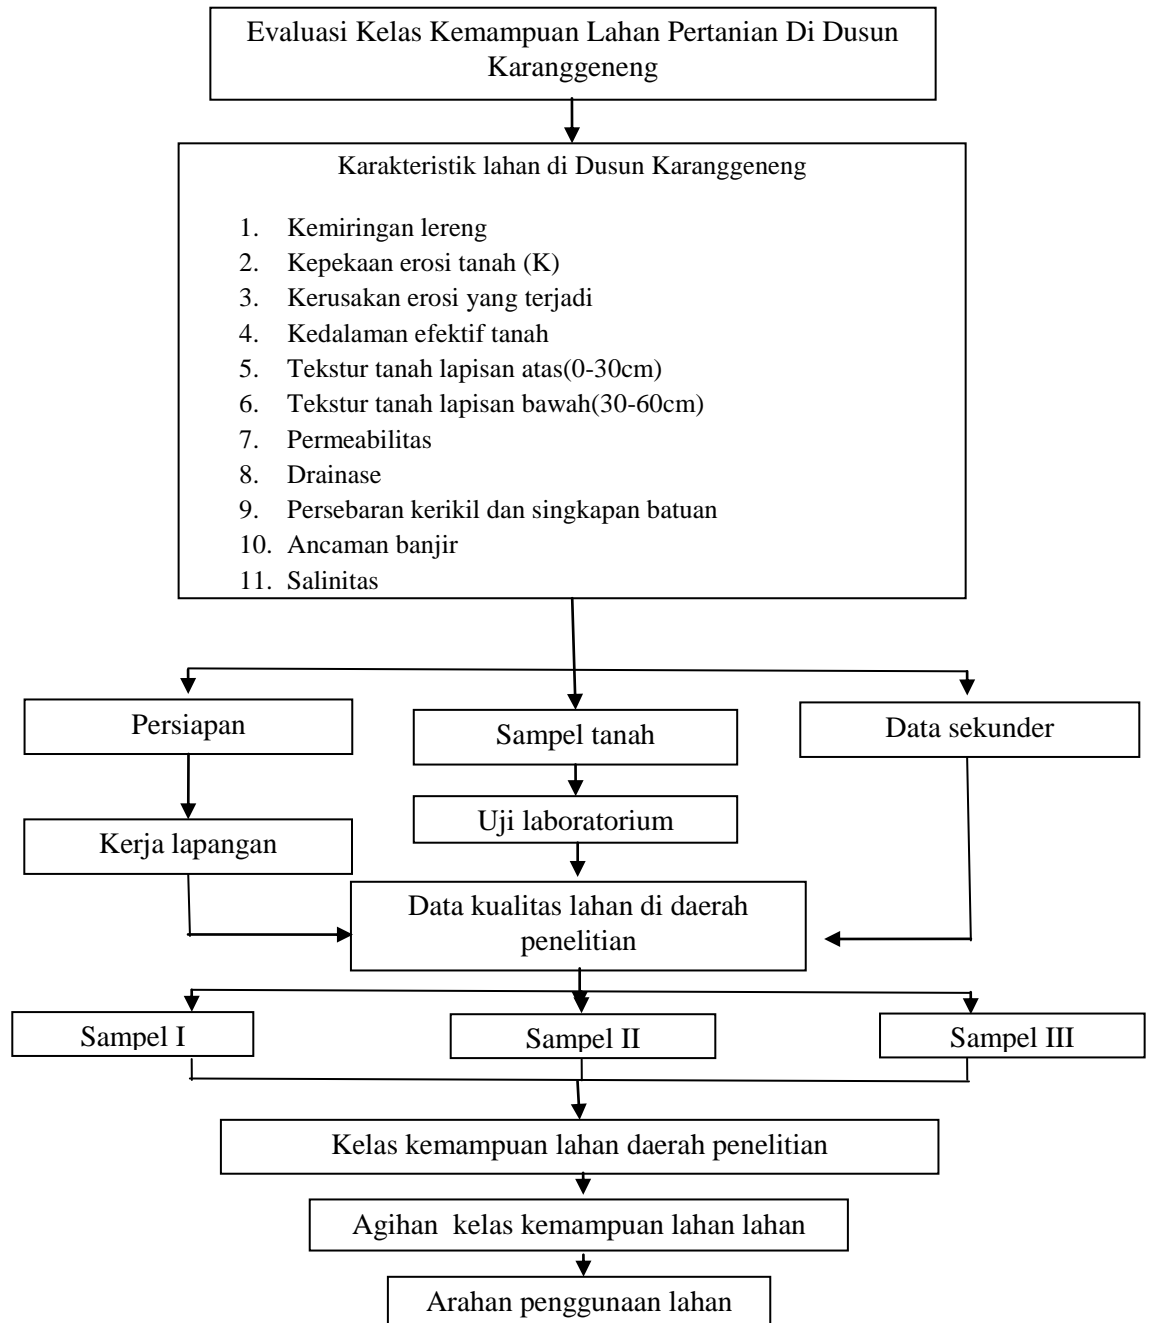 Evaluasi Kelas Kemampuan Lahan Pertanian Di Dusun
Karanggeneng
Karakteristik lahan di Dusun Karanggeneng
1. Kemiringan lereng
2. Kepekaan erosi tanah (K)
3. Kerusakan erosi yang terjadi
4. Kedalaman efektif tanah
5. Tekstur tanah lapisan atas(0-30cm)
6. Tekstur tanah lapisan bawah(30-60cm)
7. Permeabilitas
8. Drainase
9. Persebaran kerikil dan singkapan batuan
10. Ancaman banjir
11. Salinitas
Persiapan
Sampel tanah
Data sekunder
Uji laboratorium
Kerja lapangan
Data kualitas lahan di daerah
penelitian
Sampel I
Sampel II
Sampel III
Kelas kemampuan lahan daerah penelitian
Agihan kelas kemampuan lahan lahan
Arahan penggunaan lahan